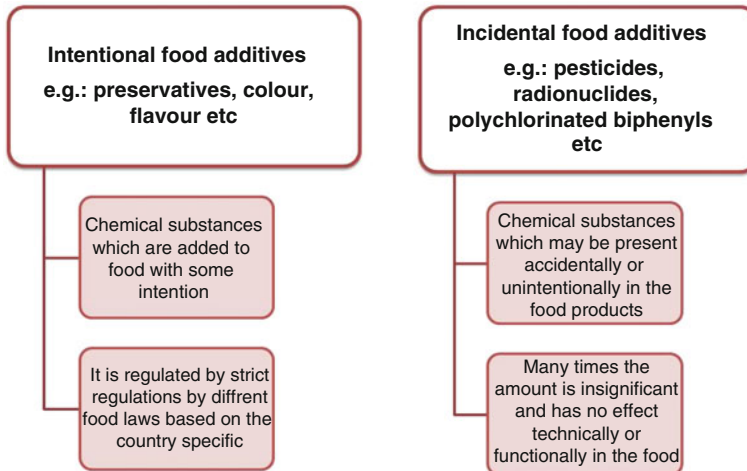 Intentional food additives
e.g.: preservatives, colour,
flavour etc
Chemical substances
which are added to
food with some
intention
It is regulated by strict
regulations by diffrent
food laws based on the
country specific
Incidental food additives
e.g.: pesticides,
radionuclides,
polychlorinated biphenyls
etc
Chemical substances
which may be present
accidentally or
unintentionally in the
food products
Many times the
amount is insignificant
and has no effect
technically or
functionally in the food